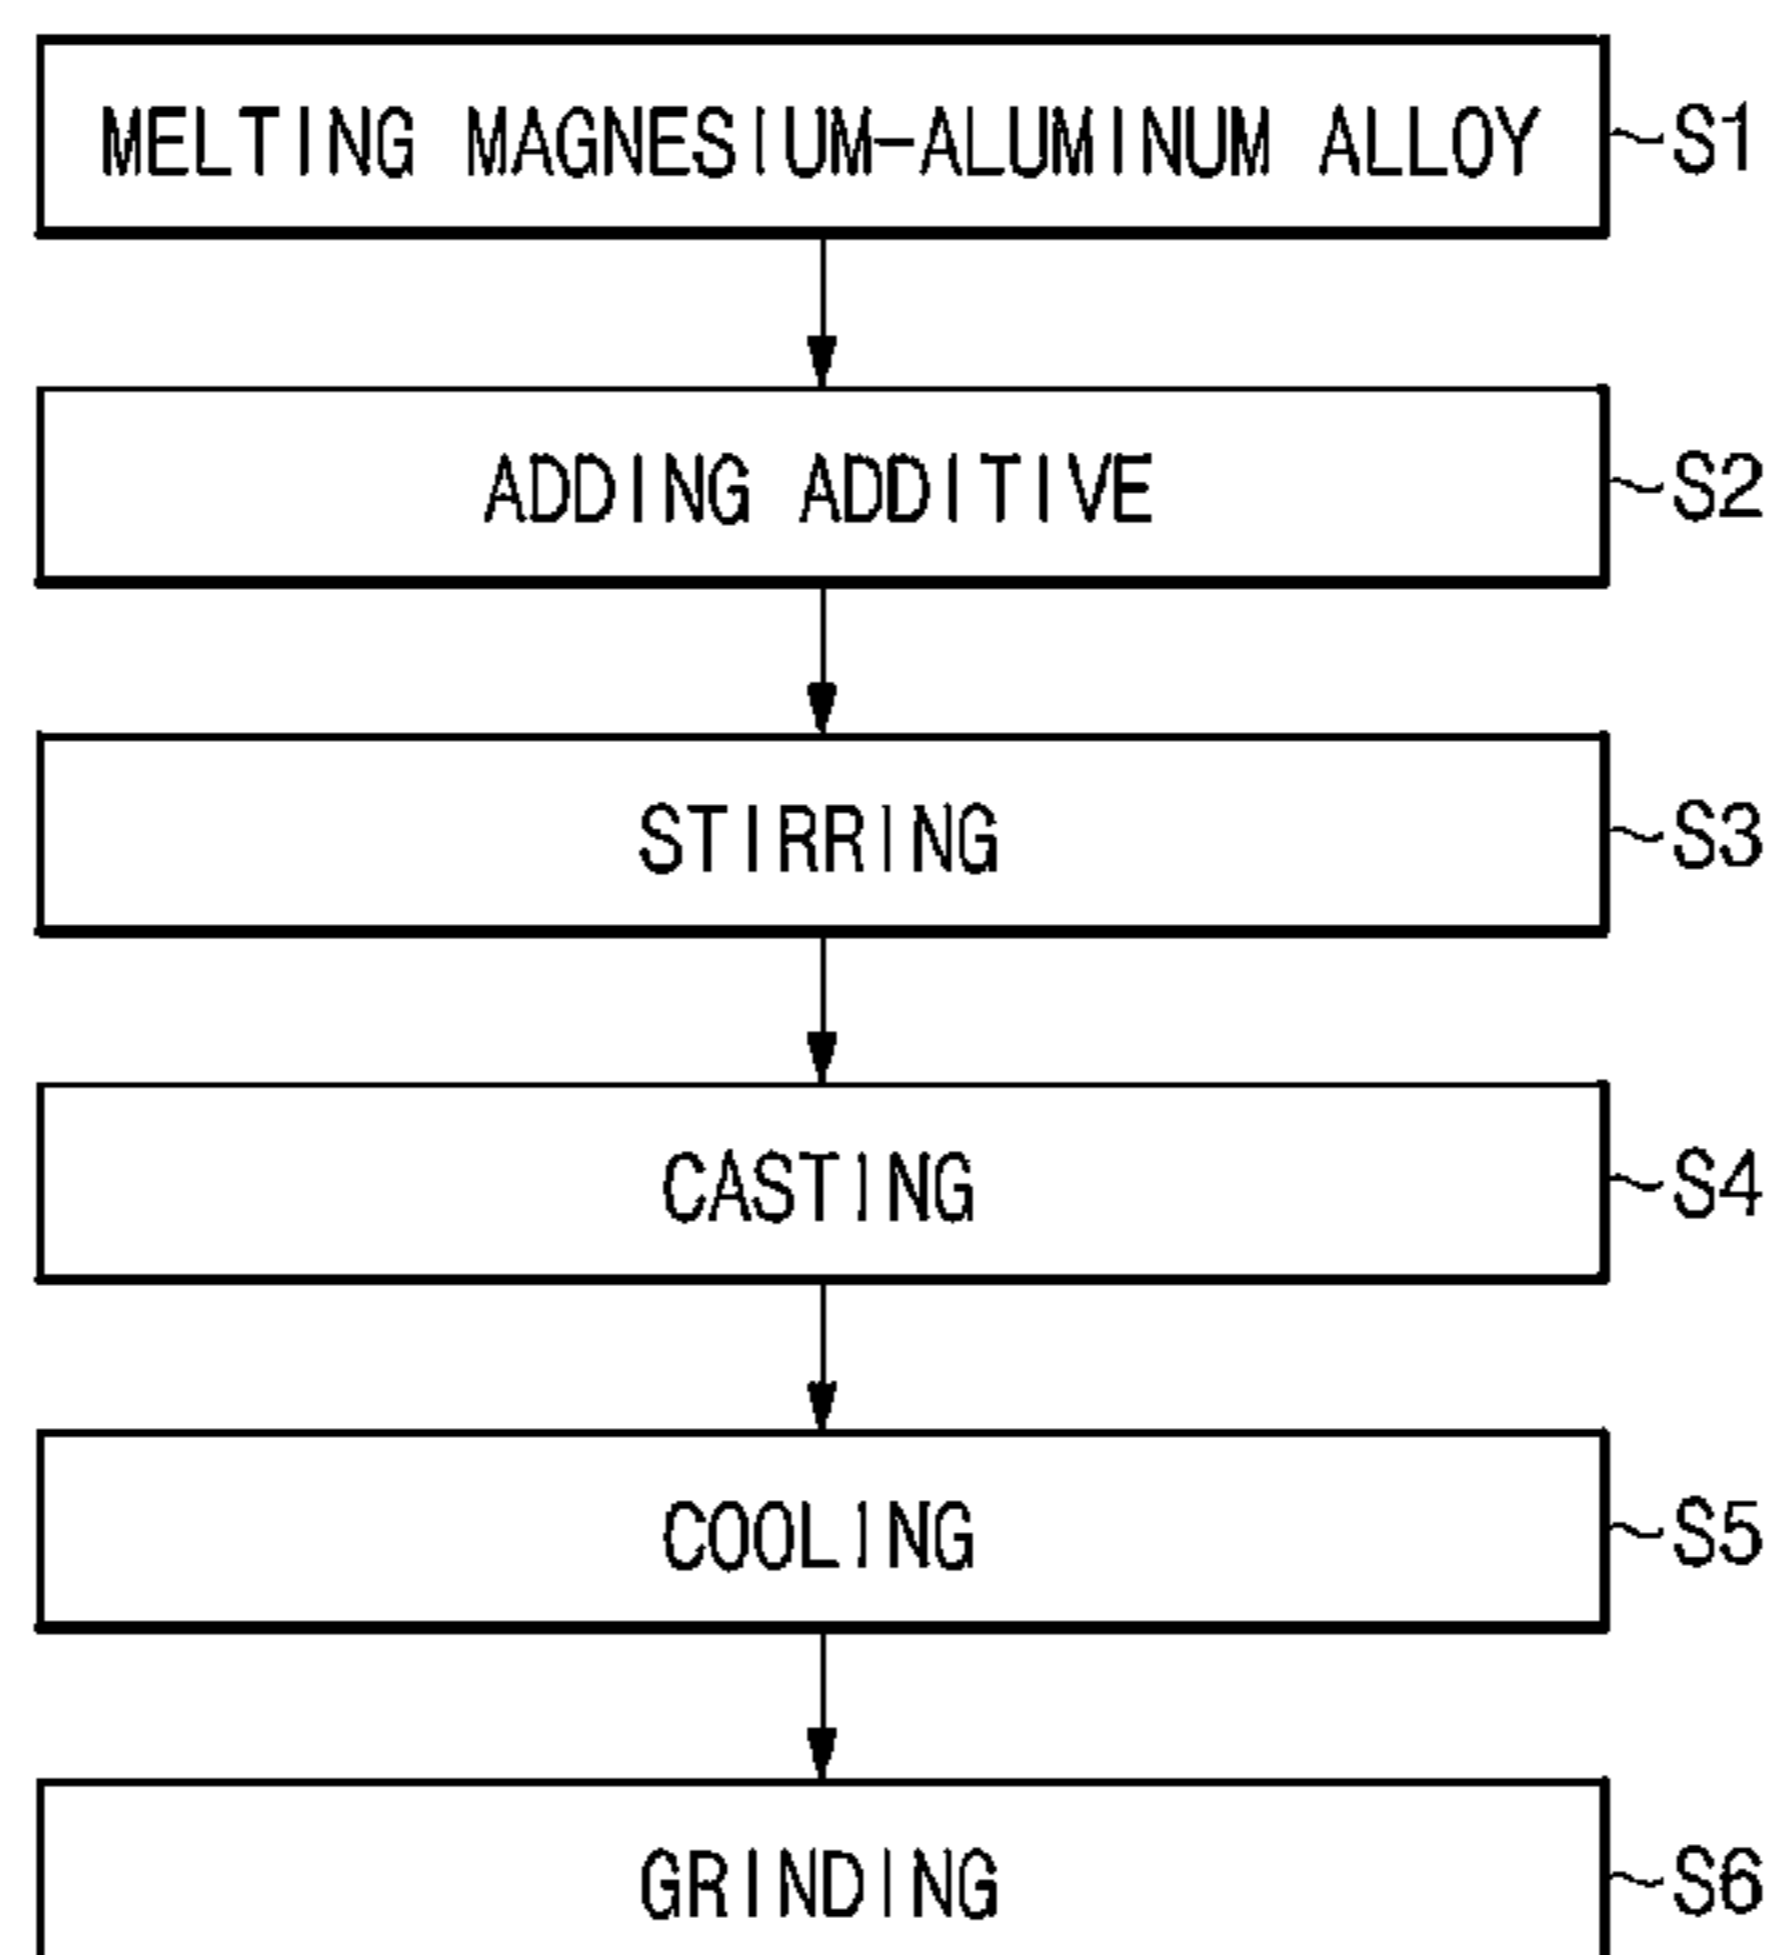 MELTING MAGNESIUM-ALUMINUM ALLOY S1
ADDING ADDITIVE S2
STIRRING S3
CASTING S4
COOLING S5
GRINDING S6